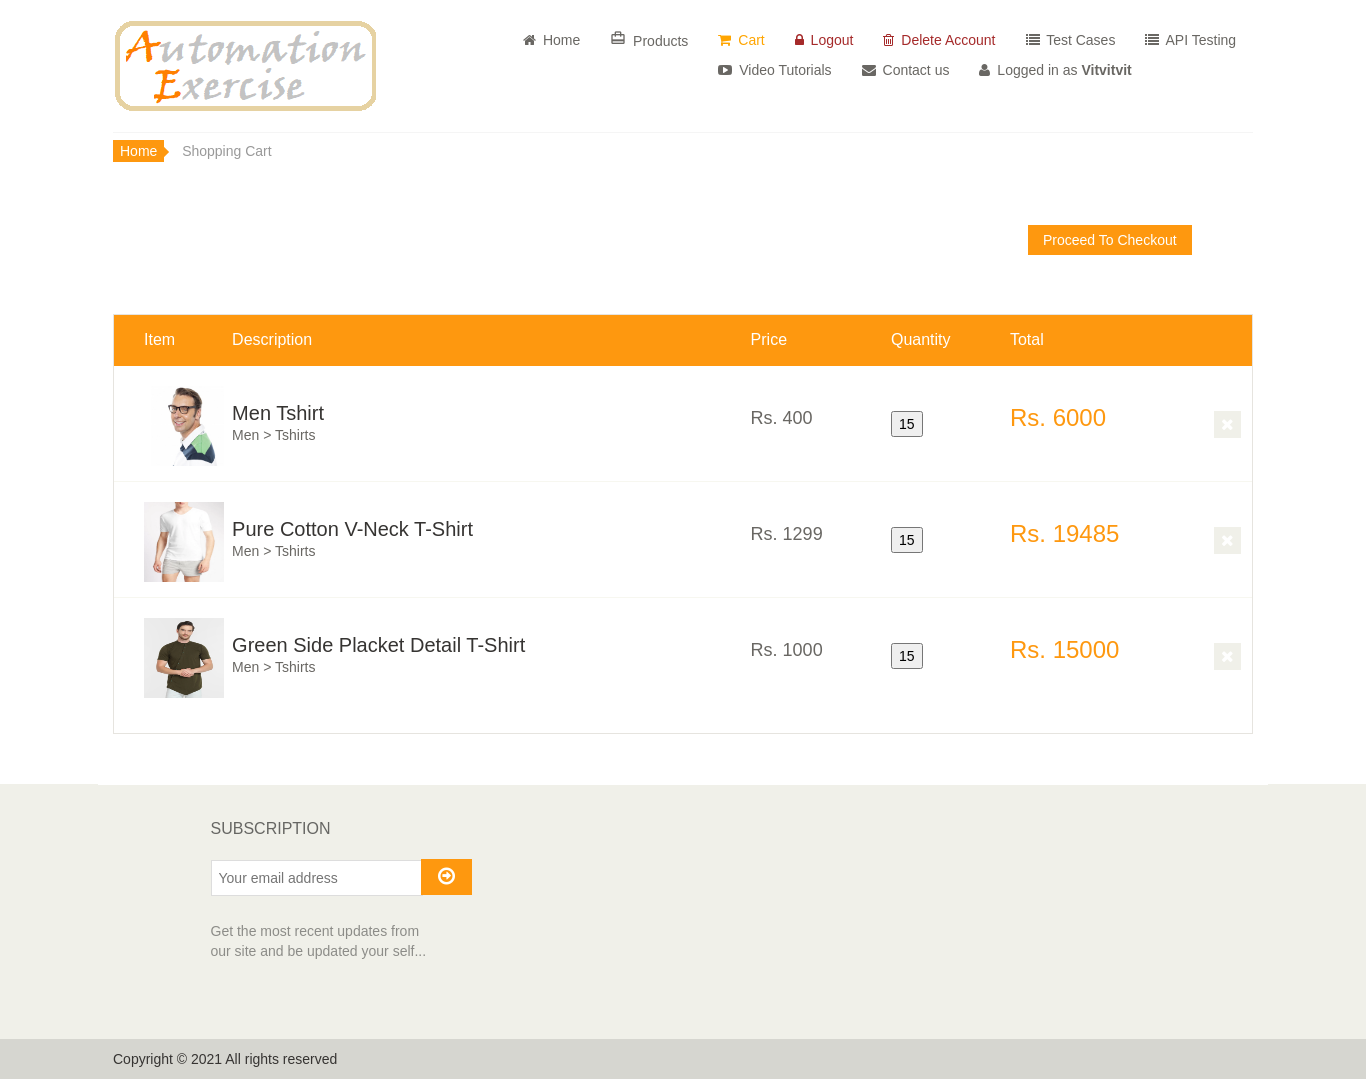 Automation
Exercise
Home
Products
Cart
Logout
Delete Account
Test Cases
API Testing
Video Tutorials
Contact us
Logged in as Vitvitvit
Home
Shopping Cart
Proceed To Checkout
Item Description Price Quantity Total
Men Tshirt
Men > Tshirts
Rs. 400
15
Rs. 6000
Pure Cotton V-Neck T-Shirt
Men > Tshirts
Rs. 1299
15
Rs. 19485
Green Side Placket Detail T-Shirt
Men > Tshirts
Rs. 1000
15
Rs. 15000
SUBSCRIPTION
Your email address
Get the most recent updates from
our site and be updated your self...
Copyright © 2021 All rights reserved